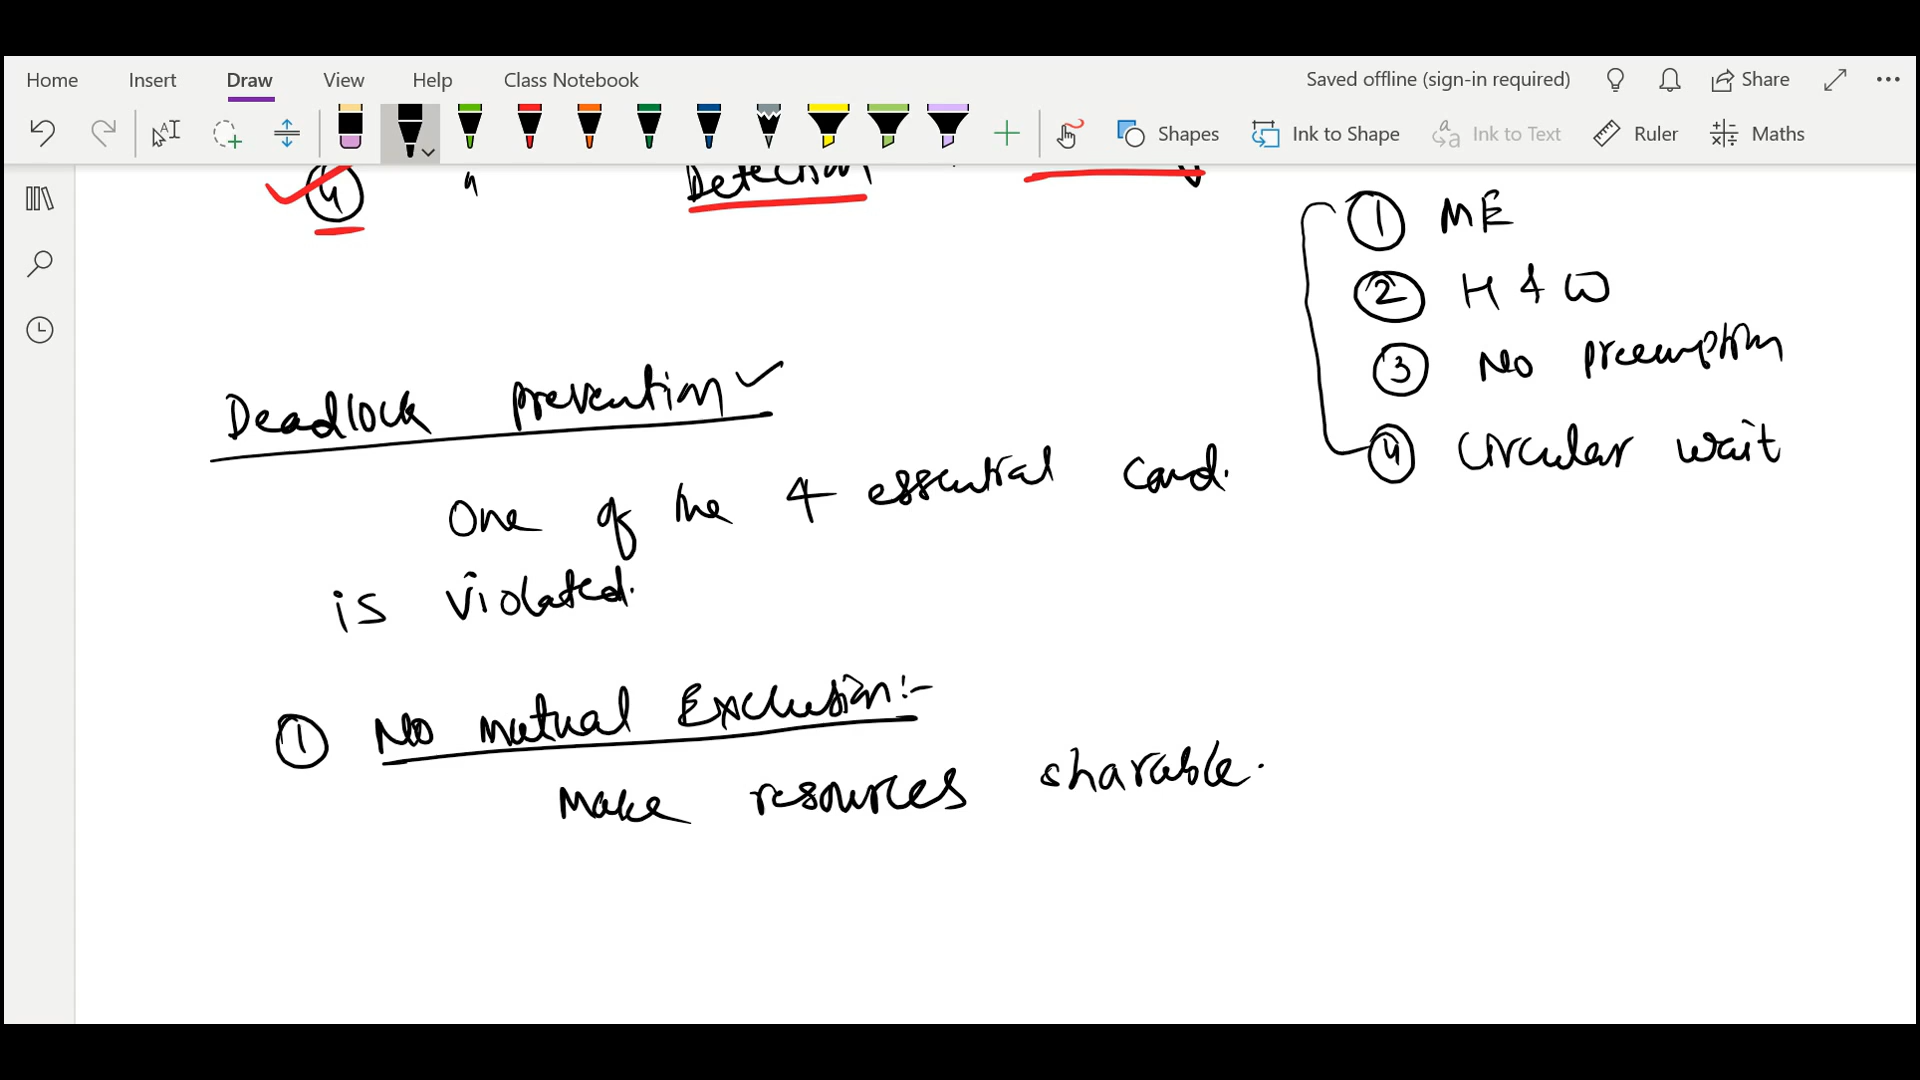 Home Insert Draw View Help Class Notebook Saved offline (sign-in required) Share
Shapes Ink to Shape Ink to Text Ruler Maths
④ Detection
① ME
② H & W
③ No preemption
④ Circular wait
Deadlock prevention
One of the 4 essential cond.
is violated.
① No mutual Exclusion:-
Make resources sharable.